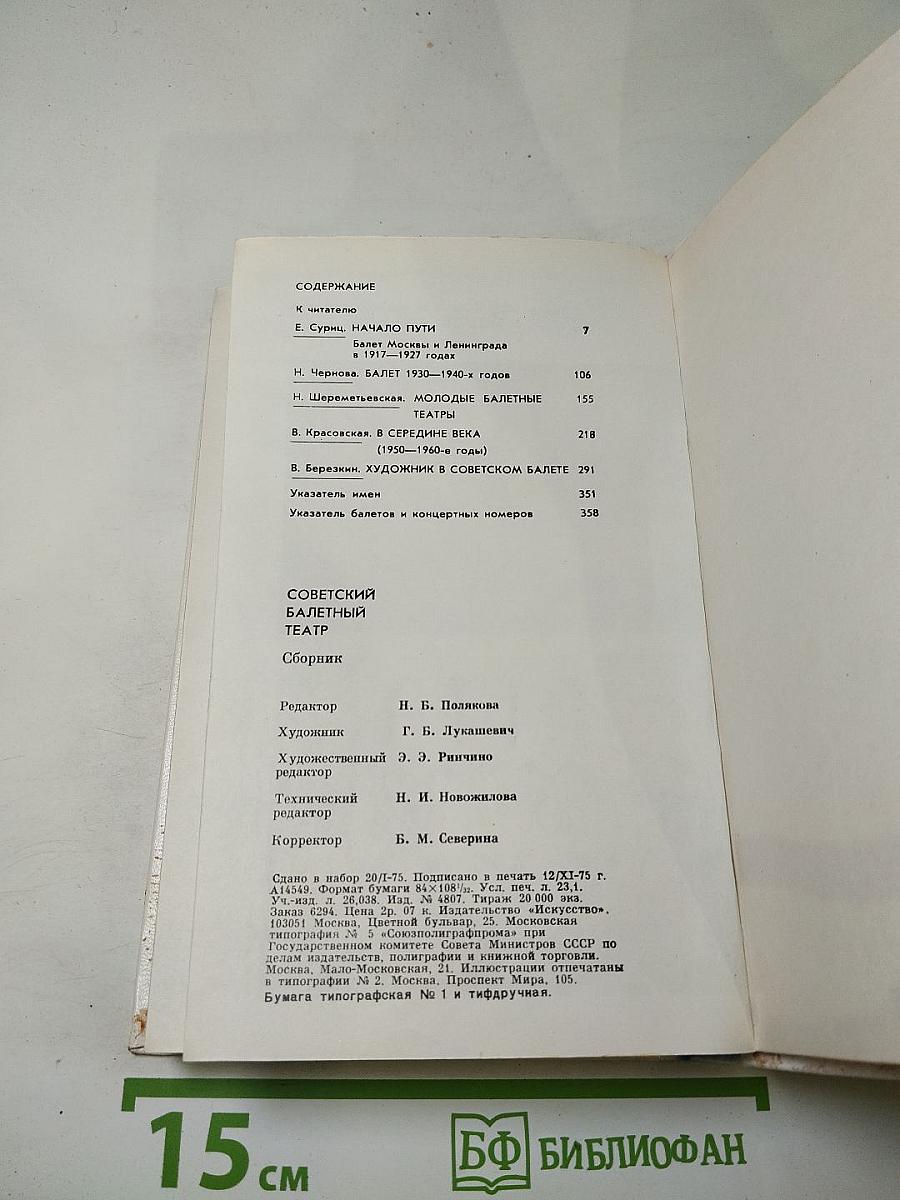 СОДЕРЖАНИЕ
К читателю
Е. Суриц. НАЧАЛО ПУТИ 7
Балет Москвы и Ленинграда
в 1917—1927 годах
Н. Чернова. БАЛЕТ 1930—1940-х годов 106
Н. Шереметьевская. МОЛОДЫЕ БАЛЕТНЫЕ 155
ТЕАТРЫ
В. Красовская. В СЕРЕДИНЕ ВЕКА 218
(1950—1960-е годы)
В. Березкин. ХУДОЖНИК В СОВЕТСКОМ БАЛЕТЕ 291
Указатель имен 351
Указатель балетов и концертных номеров 358
СОВЕТСКИЙ
БАЛЕТНЫЙ
ТЕАТР
Сборник
Редактор Н. Б. Полякова
Художник Г. Б. Лукашевич
Художественный Э. Э. Ринчино
редактор
Технический Н. И. Новожилова
редактор
Корректор Б. М. Северина
Сдано в набор 20/I-75. Подписано в печать 12/XI-75 г.
А14549. Формат бумаги 84×108¹/₃₂. Усл. печ. л. 23,1.
Уч.-изд. л. 26,038. Изд. № 4807. Тираж 20 000 экз.
Заказ 6294. Цена 2р. 07 к. Издательство «Искусство».
103051 Москва, Цветной бульвар, 25. Московская
типография № 5 «Союзполиграфпрома» при
Государственном комитете Совета Министров СССР по
делам издательств, полиграфии и книжной торговли.
Москва, Мало-Московская, 21. Иллюстрации отпечатаны
в типографии № 2. Москва, Проспект Мира, 105.
Бумага типографская № 1 и тифдручная.
15 см
БФ БИБЛИОФАН